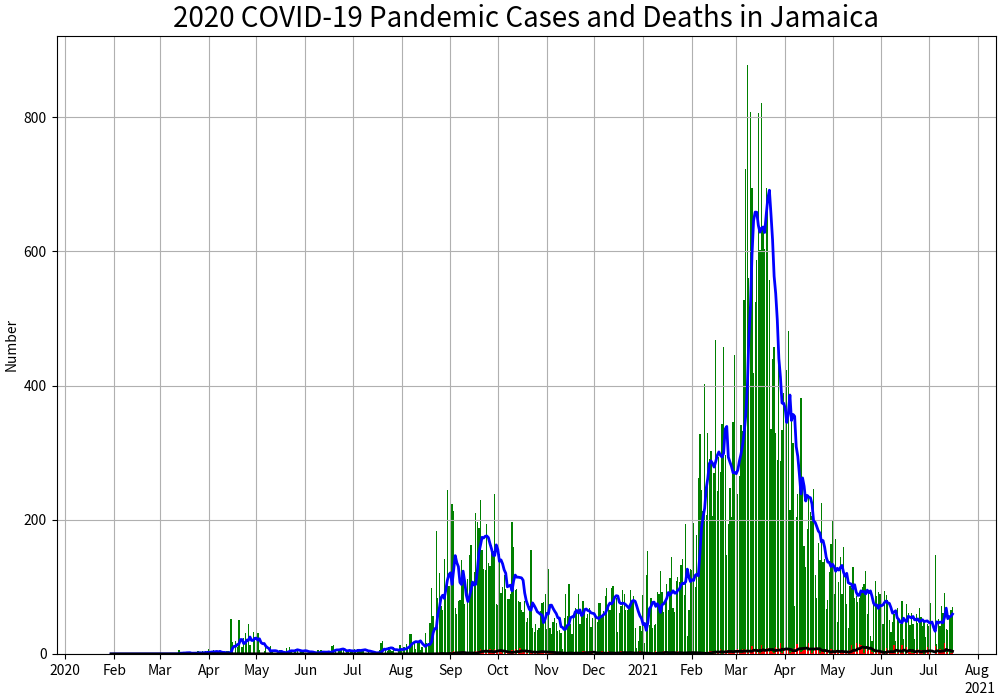 2020 COVID-19 Pandemic Cases and Deaths in Jamaica
Number
800
600
400
200
0
2020 Feb Mar Apr May Jun Jul Aug Sep Oct Nov Dec 2021 Feb Mar Apr May Jun Jul Aug
2021